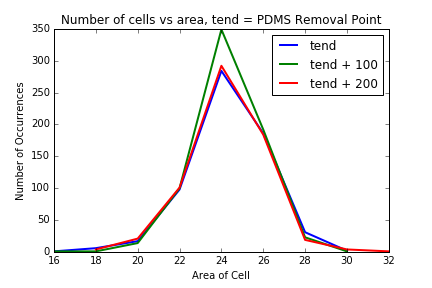 Number of cells vs area, tend = PDMS Removal Point
350
300
250
200
150
100
50
0
Number of Occurrences
tend
tend + 100
tend + 200
16 18 20 22 24 26 28 30 32
Area of Cell